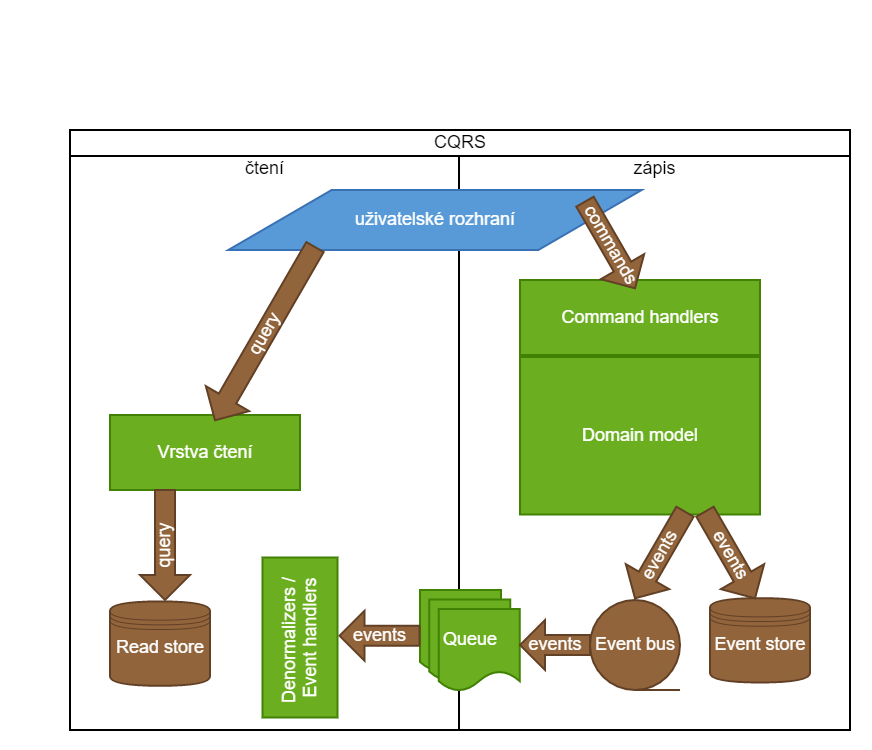 CQRS
čtení
zápis
uživatelské rozhraní
commands
query
Command handlers
Vrstva čtení
Domain model
query
events
events
Denormalizers /
Event handlers
events
Queue
events
Event bus
Event store
Read store